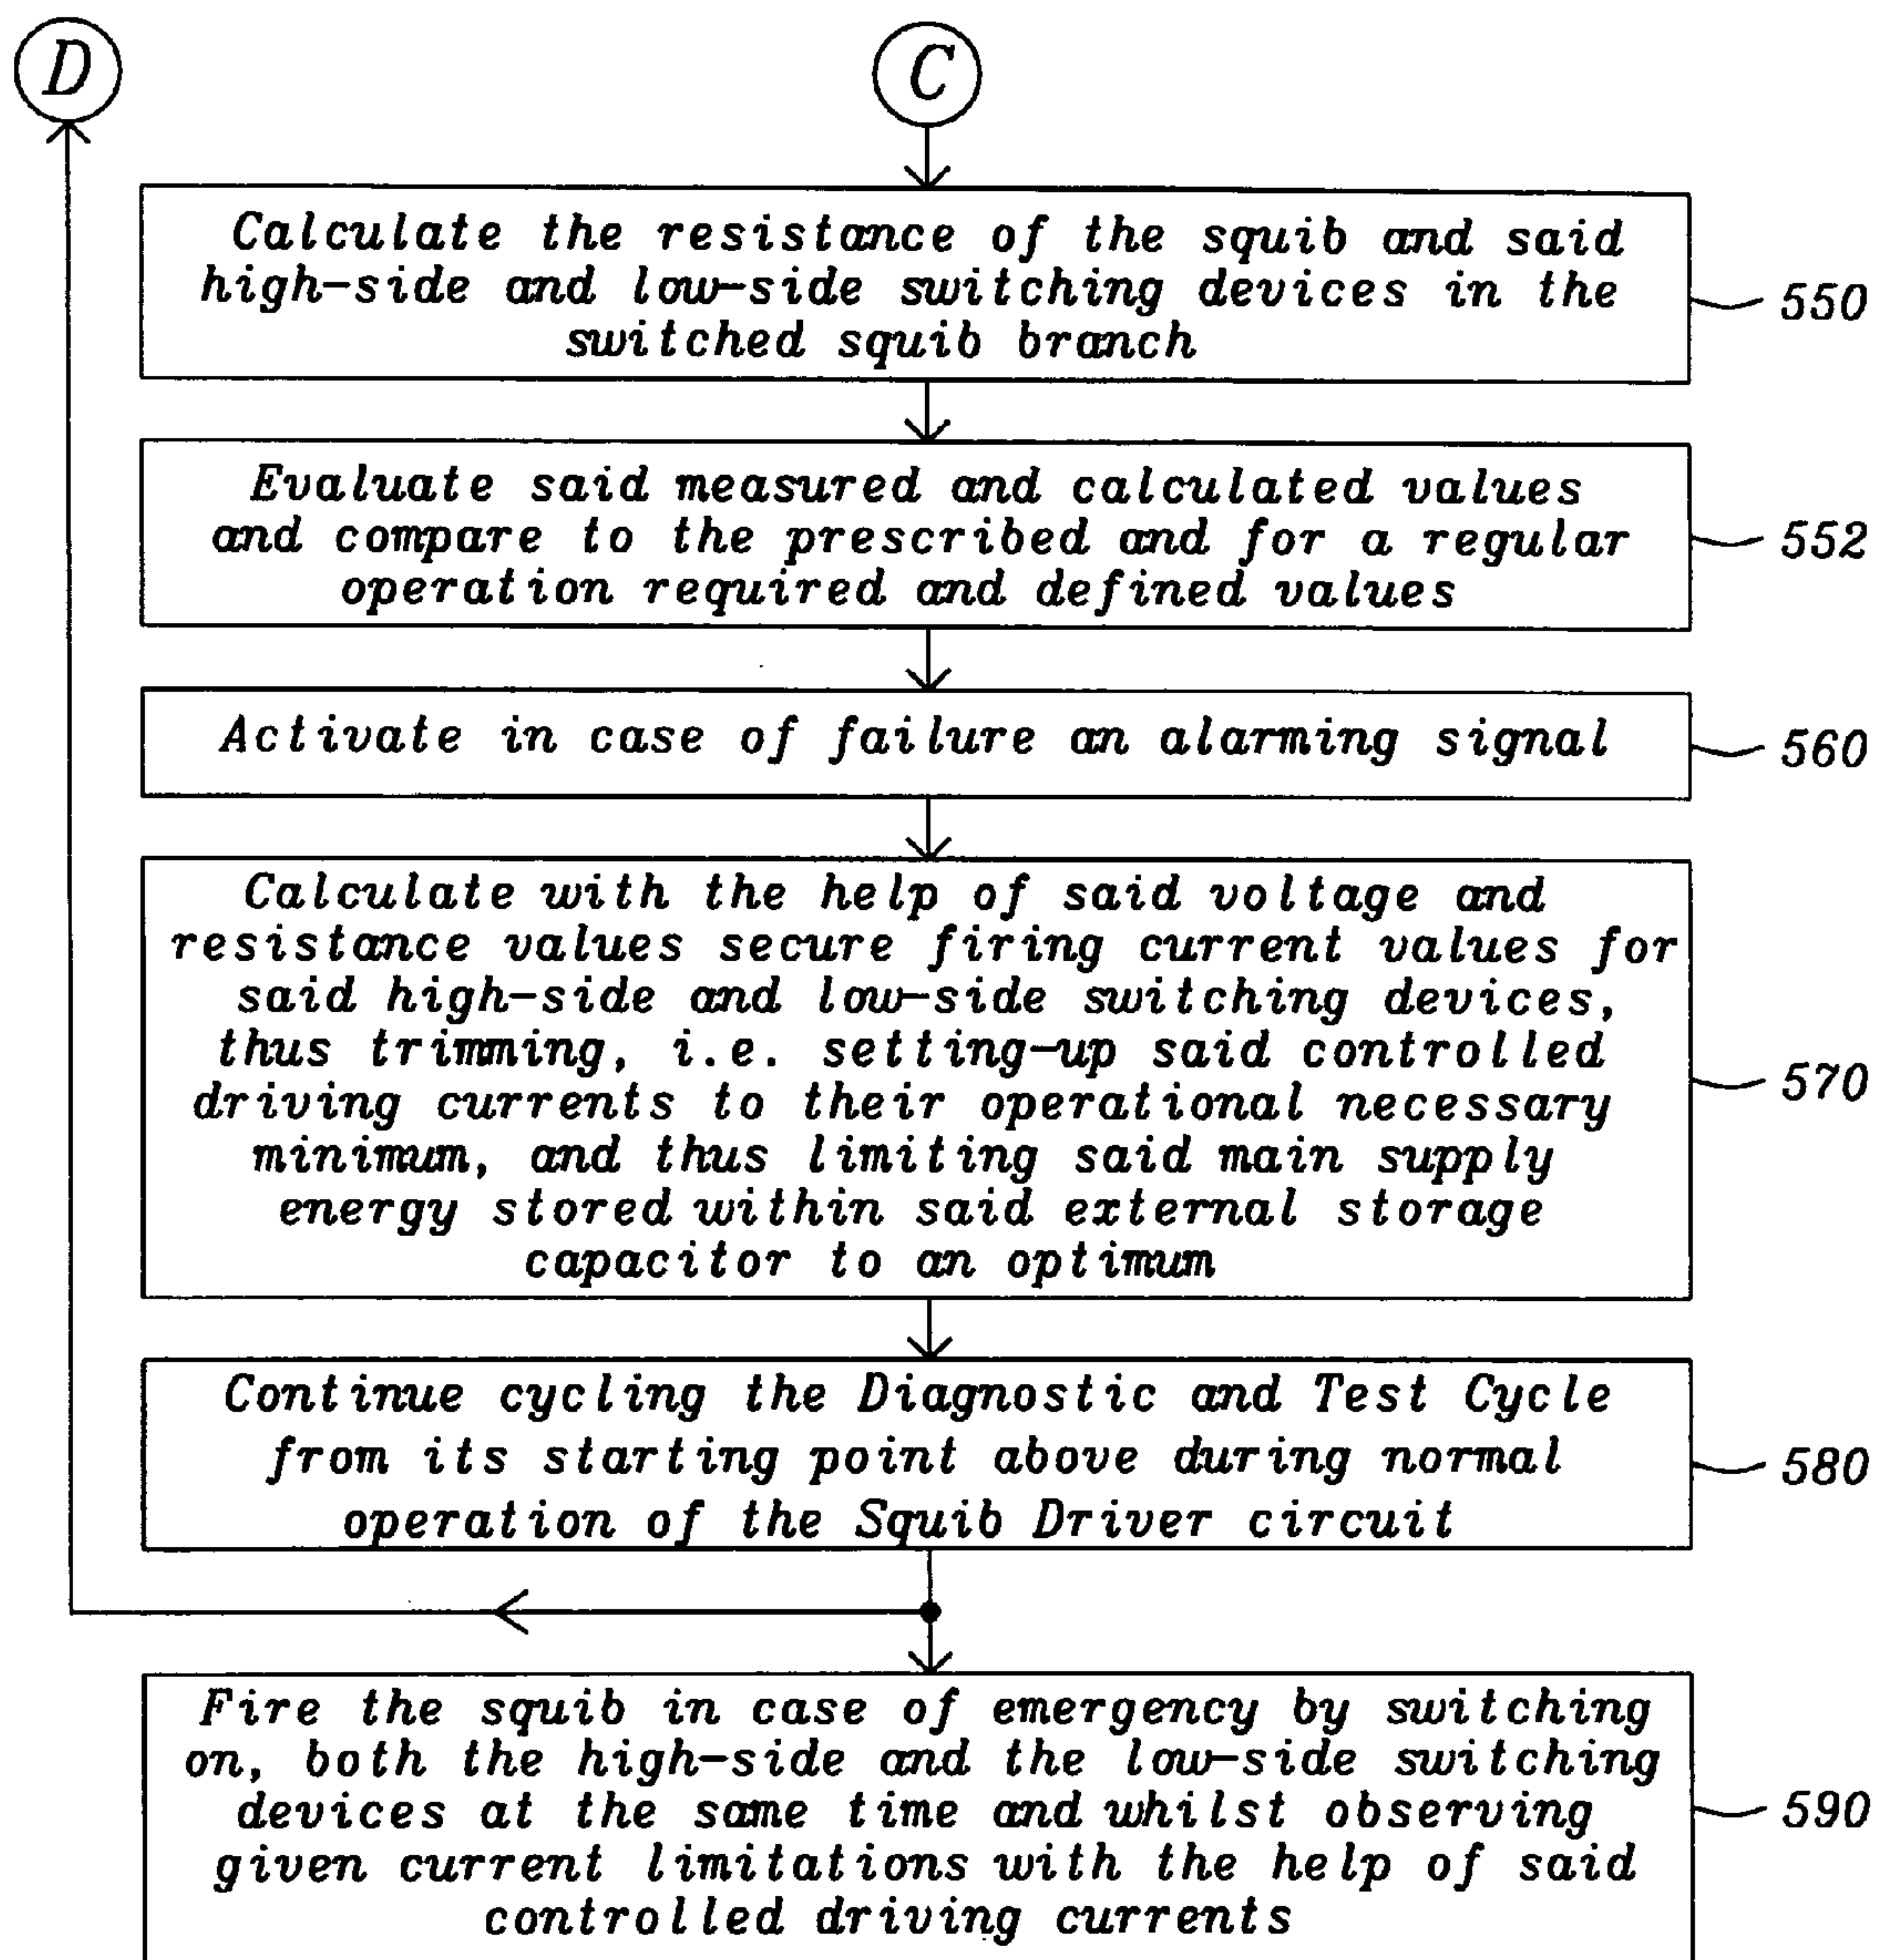 D
C
Calculate the resistance of the squib and said
high-side and low-side switching devices in the
switched squib branch
550
Evaluate said measured and calculated values
and compare to the prescribed and for a regular
operation required and defined values
552
Activate in case of failure an alarming signal
560
Calculate with the help of said voltage and
resistance values secure firing current values for
said high-side and low-side switching devices,
thus trimming, i.e. setting-up said controlled
driving currents to their operational necessary
minimum, and thus limiting said main supply
energy stored within said external storage
capacitor to an optimum
570
Continue cycling the Diagnostic and Test Cycle
from its starting point above during normal
operation of the Squib Driver circuit
580
Fire the squib in case of emergency by switching
on, both the high-side and the low-side switching
devices at the same time and whilst observing
given current limitations with the help of said
controlled driving currents
590